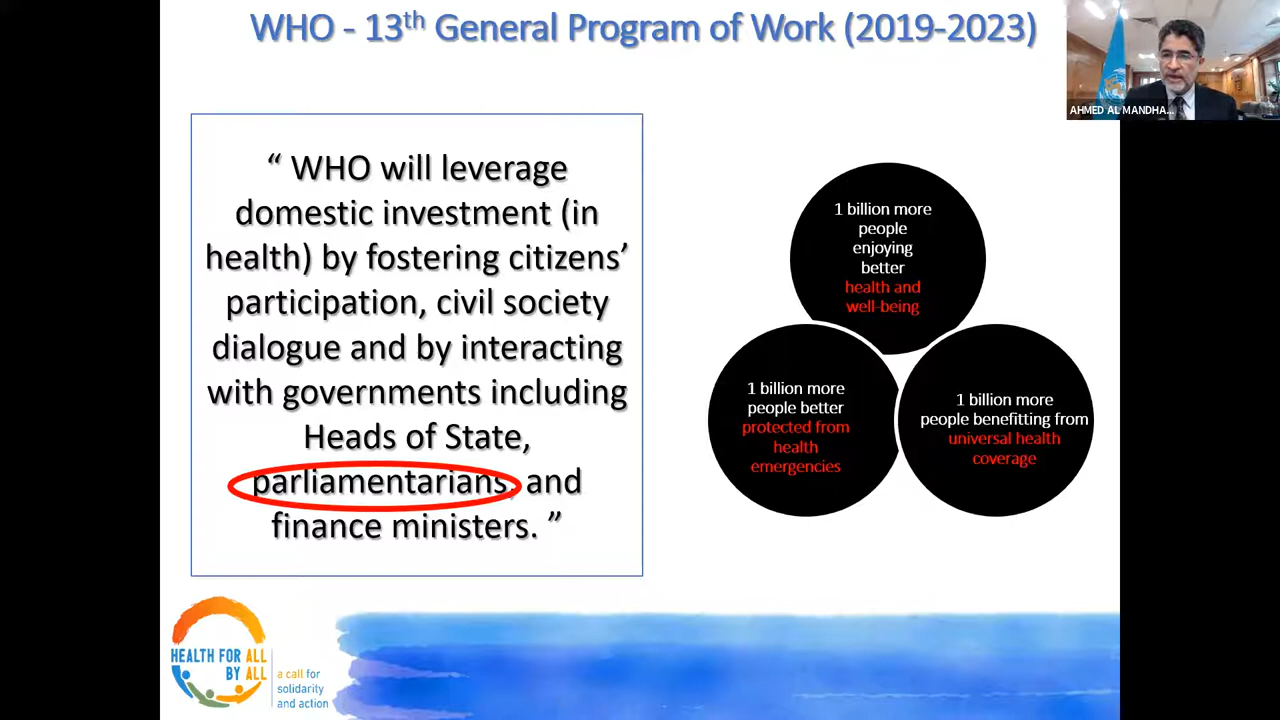 WHO - 13th General Program of Work (2019-2023)
AHMED AL MANDHA...
“ WHO will leverage
domestic investment (in
health) by fostering citizens’
participation, civil society
dialogue and by interacting
with governments including
Heads of State,
parliamentarians, and
finance ministers. ”
1 billion more
people
enjoying
better
health and
well-being
1 billion more
people better
protected from
health
emergencies
1 billion more
people benefitting from
universal health
coverage
HEALTH FOR ALL
BY ALL
a call for
solidarity
and action